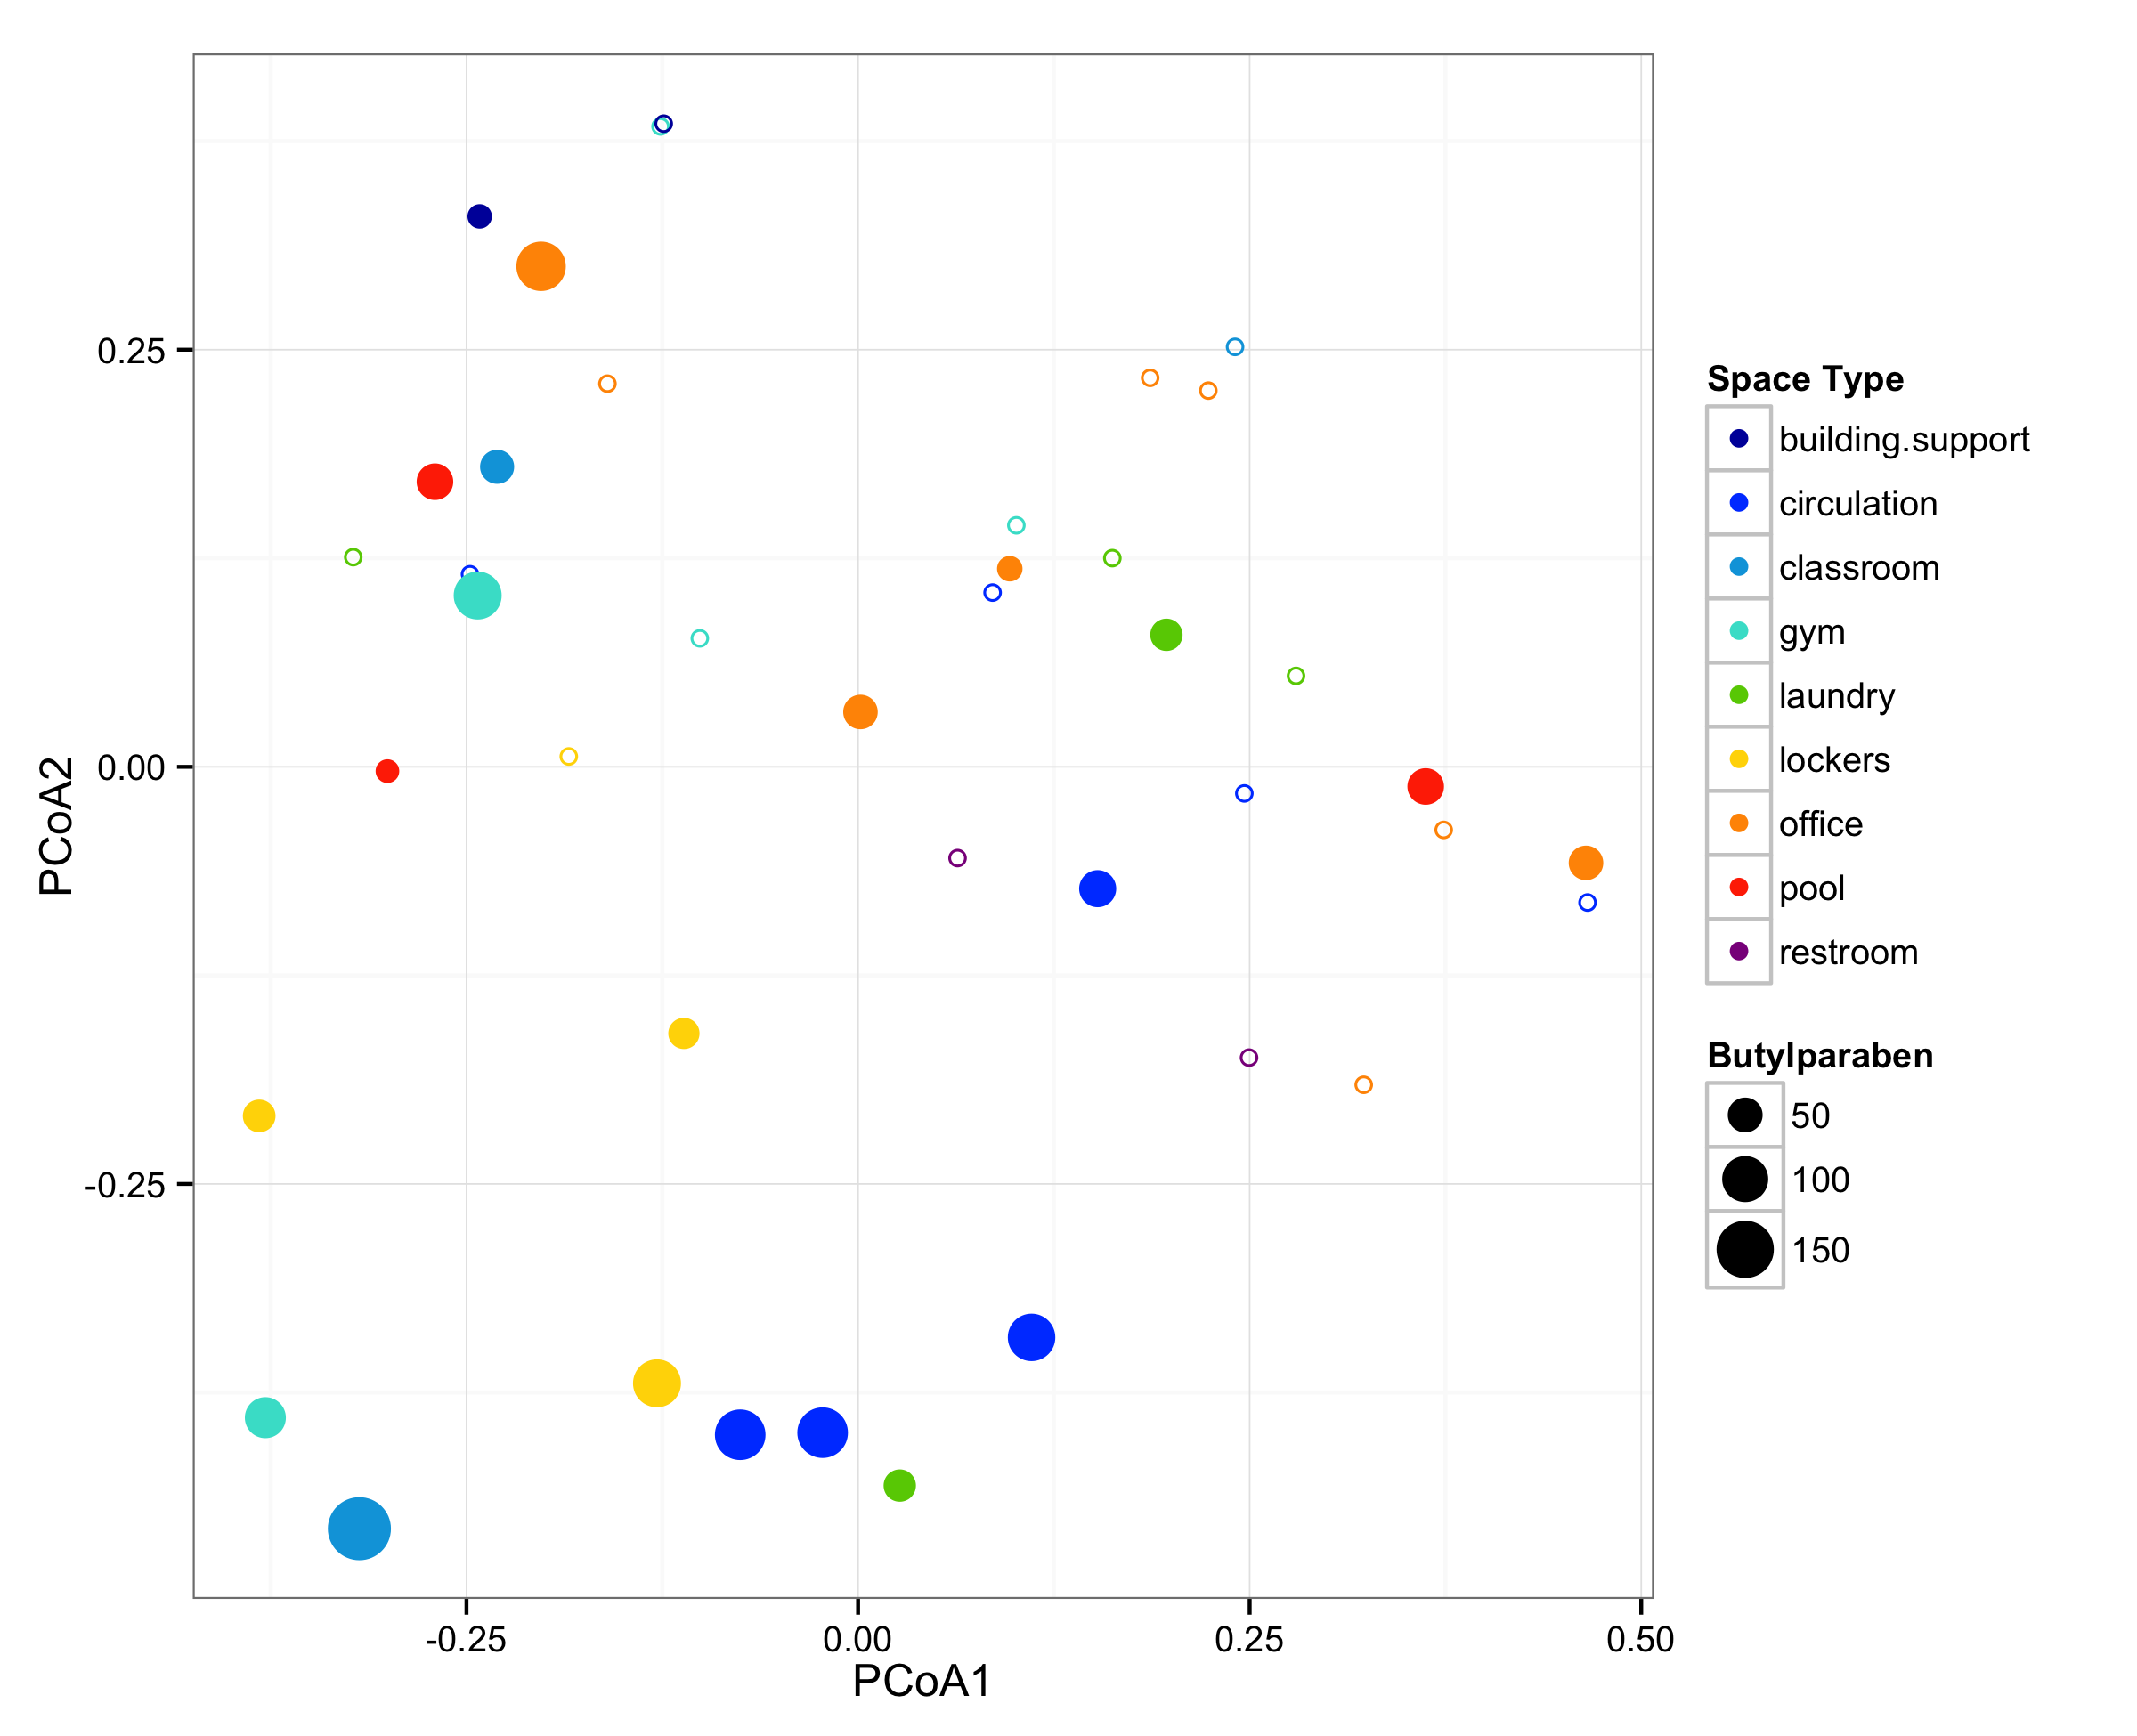 0.25
0.00
-0.25
PCoA2
-0.25
0.00
0.25
0.50
PCoA1
Space Type
building.support
circulation
classroom
gym
laundry
lockers
office
pool
restroom
Butylparaben
50
100
150